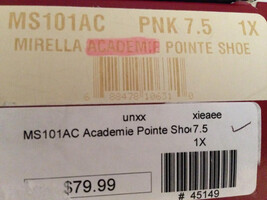 MS101AC PNK 7.5 1X
MIRELLA ACADEMIE POINTE SHOE
unxx xieaee
MS101AC Academie Pointe Sho 7.5
1X
$79.99
# 45149